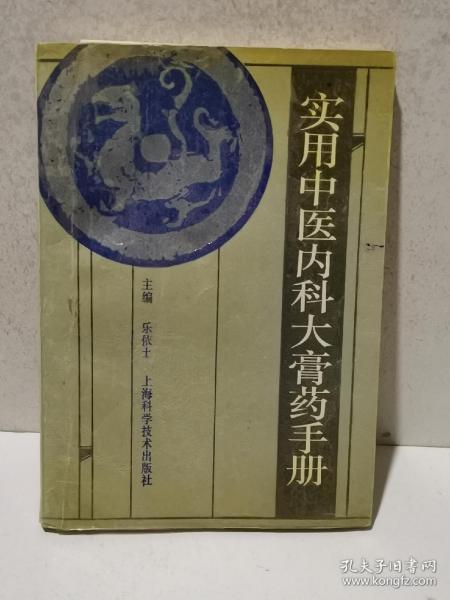 实用中医内科大膏药手册
主编 乐依士 上海科学技术出版社
孔夫子旧书网
www.kongfz.com